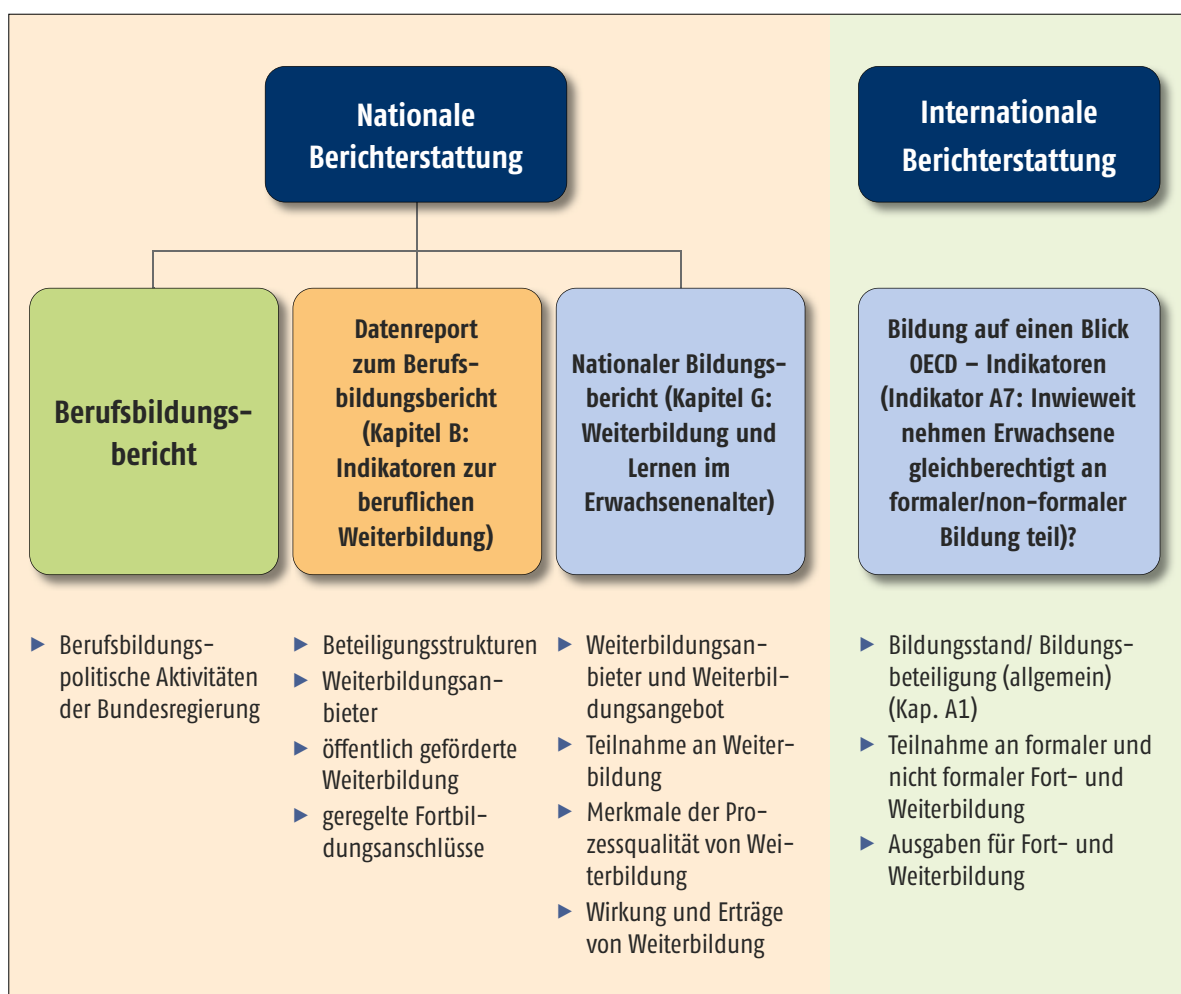 Nationale
Berichterstattung
Internationale
Berichterstattung
Berufsbildungs-
bericht
Datenreport
zum Berufs-
bildungsbericht
(Kapitel B:
Indikatoren zur
beruflichen
Weiterbildung)
Nationaler Bildungs-
bericht (Kapitel G:
Weiterbildung und
Lernen im
Erwachsenenalter)
Bildung auf einen Blick
OECD – Indikatoren
(Indikator A7: Inwieweit
nehmen Erwachsene
gleichberechtigt an
formaler/non-formaler
Bildung teil)?
► Berufsbildungs-
politische Aktivitäten
der Bundesregierung
► Beteiligungsstrukturen
► Weiterbildungsan-
bieter
► öffentlich geförderte
Weiterbildung
► geregelte Fortbil-
dungsanschlüsse
► Weiterbildungsan-
bieter und Weiterbil-
dungsangebot
► Teilnahme an Weiter-
bildung
► Merkmale der Pro-
zessqualität von Wei-
terbildung
► Wirkung und Erträge
von Weiterbildung
► Bildungsstand/ Bildungs-
beteiligung (allgemein)
(Kap. A1)
► Teilnahme an formaler und
nicht formaler Fort- und
Weiterbildung
► Ausgaben für Fort- und
Weiterbildung